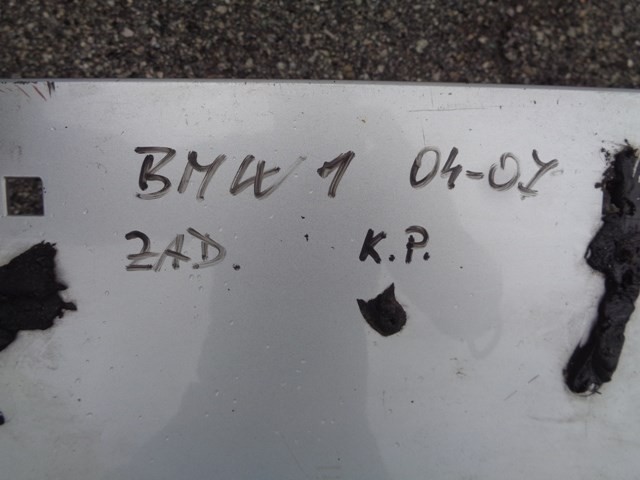 BMW 1 04-07
ZAD. K.P.